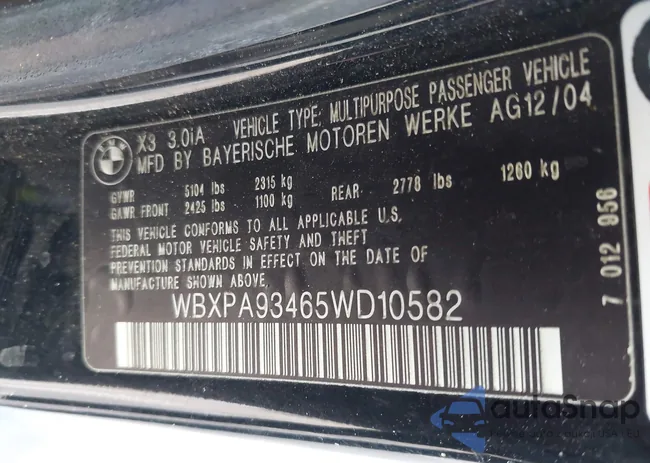 X3 3.0iA VEHICLE TYPE: MULTIPURPOSE PASSENGER VEHICLE
MFD BY BAYERISCHE MOTOREN WERKE AG 12/04
GVWR 5104 lbs 2315 kg
GAWR FRONT 2425 lbs 1100 kg REAR: 2778 lbs 1260 kg
THIS VEHICLE CONFORMS TO ALL APPLICABLE U.S.
FEDERAL MOTOR VEHICLE SAFETY AND THEFT
PREVENTION STANDARDS IN EFFECT ON THE DATE OF
MANUFACTURE SHOWN ABOVE.
WBXPA93465WD10582
7 012 956
autoSnap